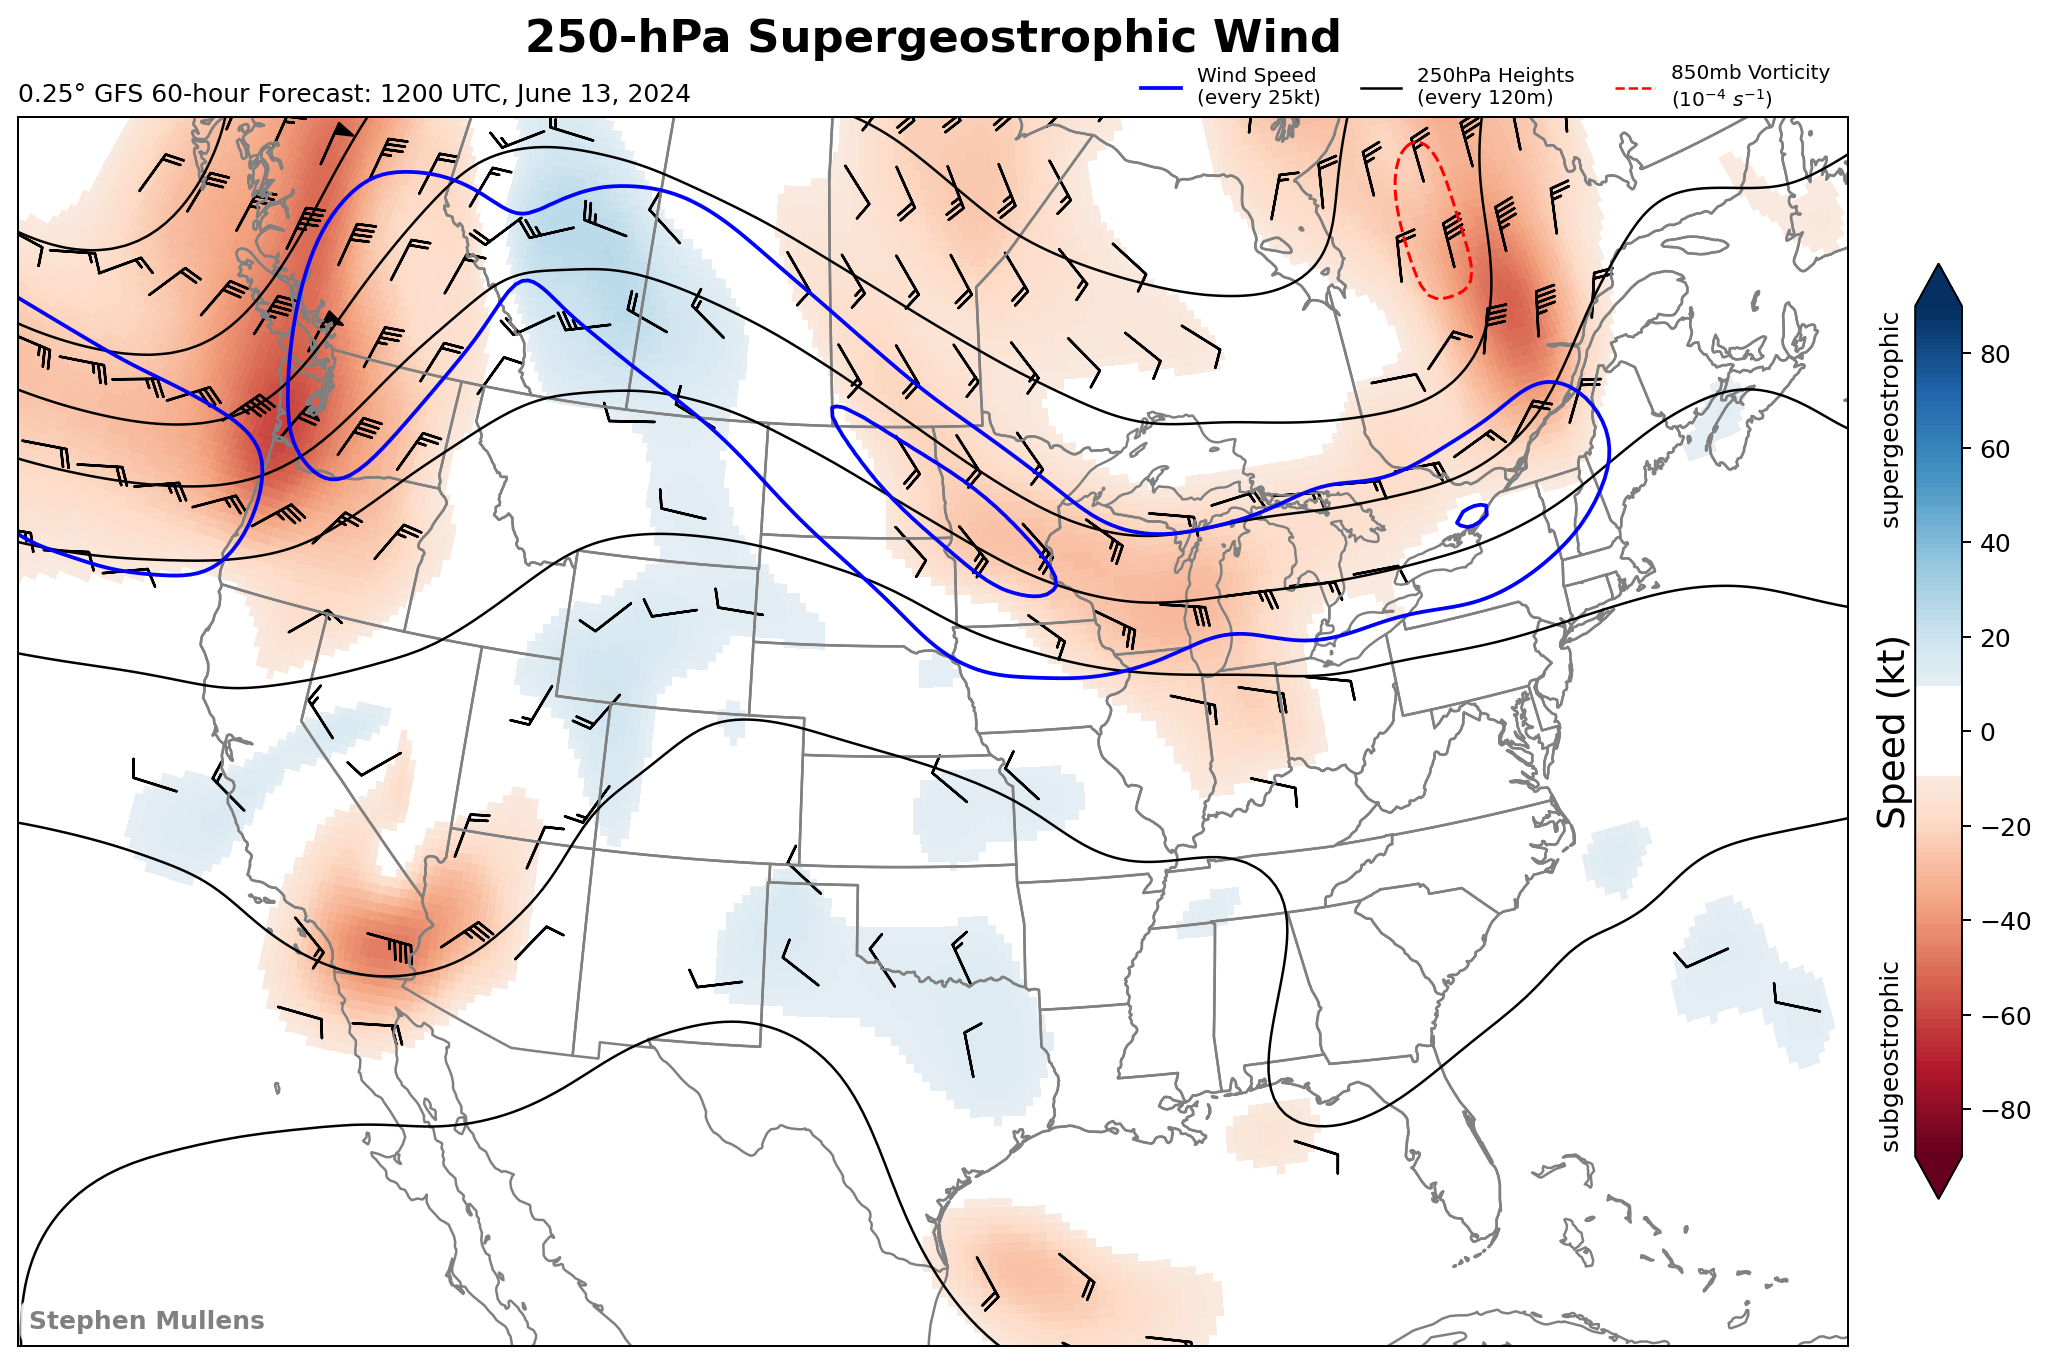 250-hPa Supergeostrophic Wind
0.25° GFS 60-hour Forecast: 1200 UTC, June 13, 2024
Wind Speed
(every 25kt)
250hPa Heights
(every 120m)
850mb Vorticity
(10⁻⁴ s⁻¹)
supergeostrophic
subgeostrophic
Speed (kt)
80
60
40
20
0
−20
−40
−60
−80
Stephen Mullens